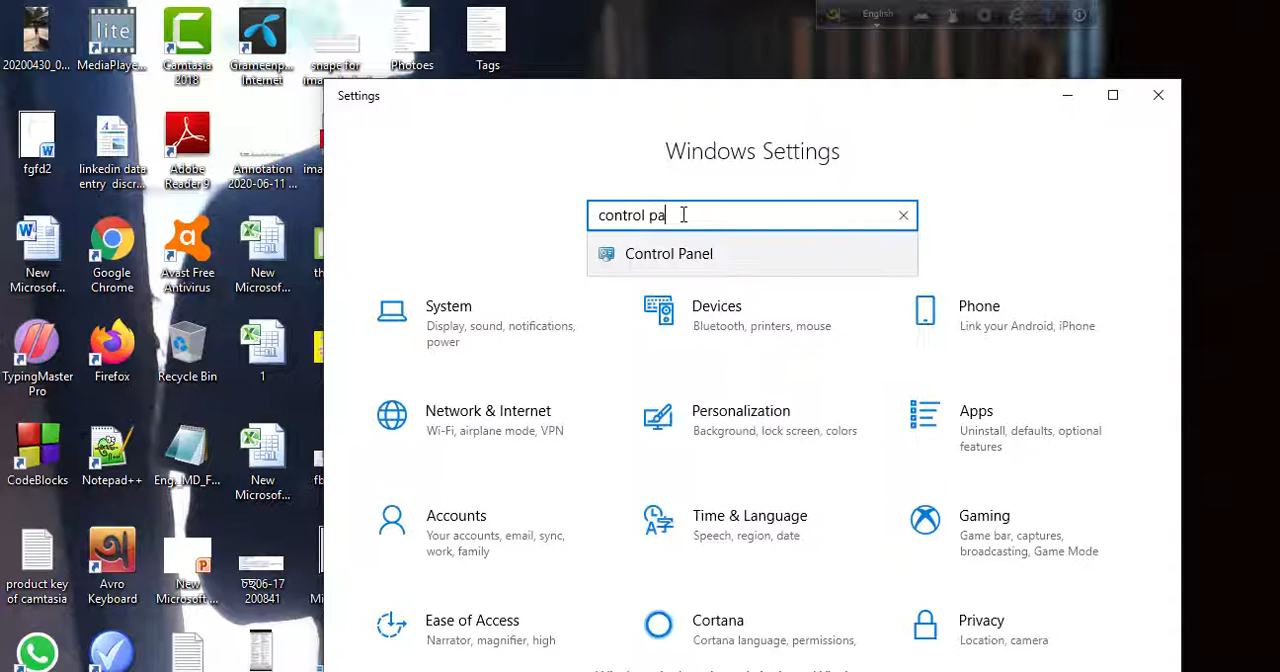 English
20200430_0...
lite
MediaPlaye...
Camtasia
2018
Grameenp...
Internet
snape for
Photoes
Tags
Settings
Windows Settings
control pa
Control Panel
fgfd2
linkedin data
entry discr...
Adobe
Reader 9
Annotation
2020-06-11 ...
New
Microsof...
Google
Chrome
Avast Free
Antivirus
New
Microsof...
System
Display, sound, notifications,
power
Devices
Bluetooth, printers, mouse
Phone
Link your Android, iPhone
TypingMaster
Pro
Firefox
Recycle Bin
1
Network & Internet
Wi-Fi, airplane mode, VPN
Personalization
Background, lock screen, colors
Apps
Uninstall, defaults, optional
features
CodeBlocks
Notepad++
Eng._MD_F...
New
Microsof...
Accounts
Your accounts, email, sync,
work, family
Time & Language
Speech, region, date
Gaming
Game bar, captures,
broadcasting, Game Mode
product key
of camtasia
Avro
Keyboard
New
Microsoft ...
200841
Ease of Access
Narrator, magnifier, high
Cortana
Cortana language, permissions,
Privacy
Location, camera